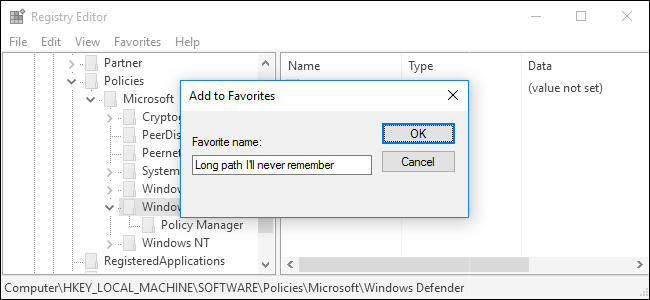 Registry Editor
File Edit View Favorites Help
Partner
Policies
Microsoft
Crypto
PeerDis
Peernet
System
Window
Window
Policy Manager
Windows NT
RegisteredApplications
Name Type Data
(value not set)
Add to Favorites
Favorite name:
Long path I'll never remember
OK
Cancel
Computer\HKEY_LOCAL_MACHINE\SOFTWARE\Policies\Microsoft\Windows Defender